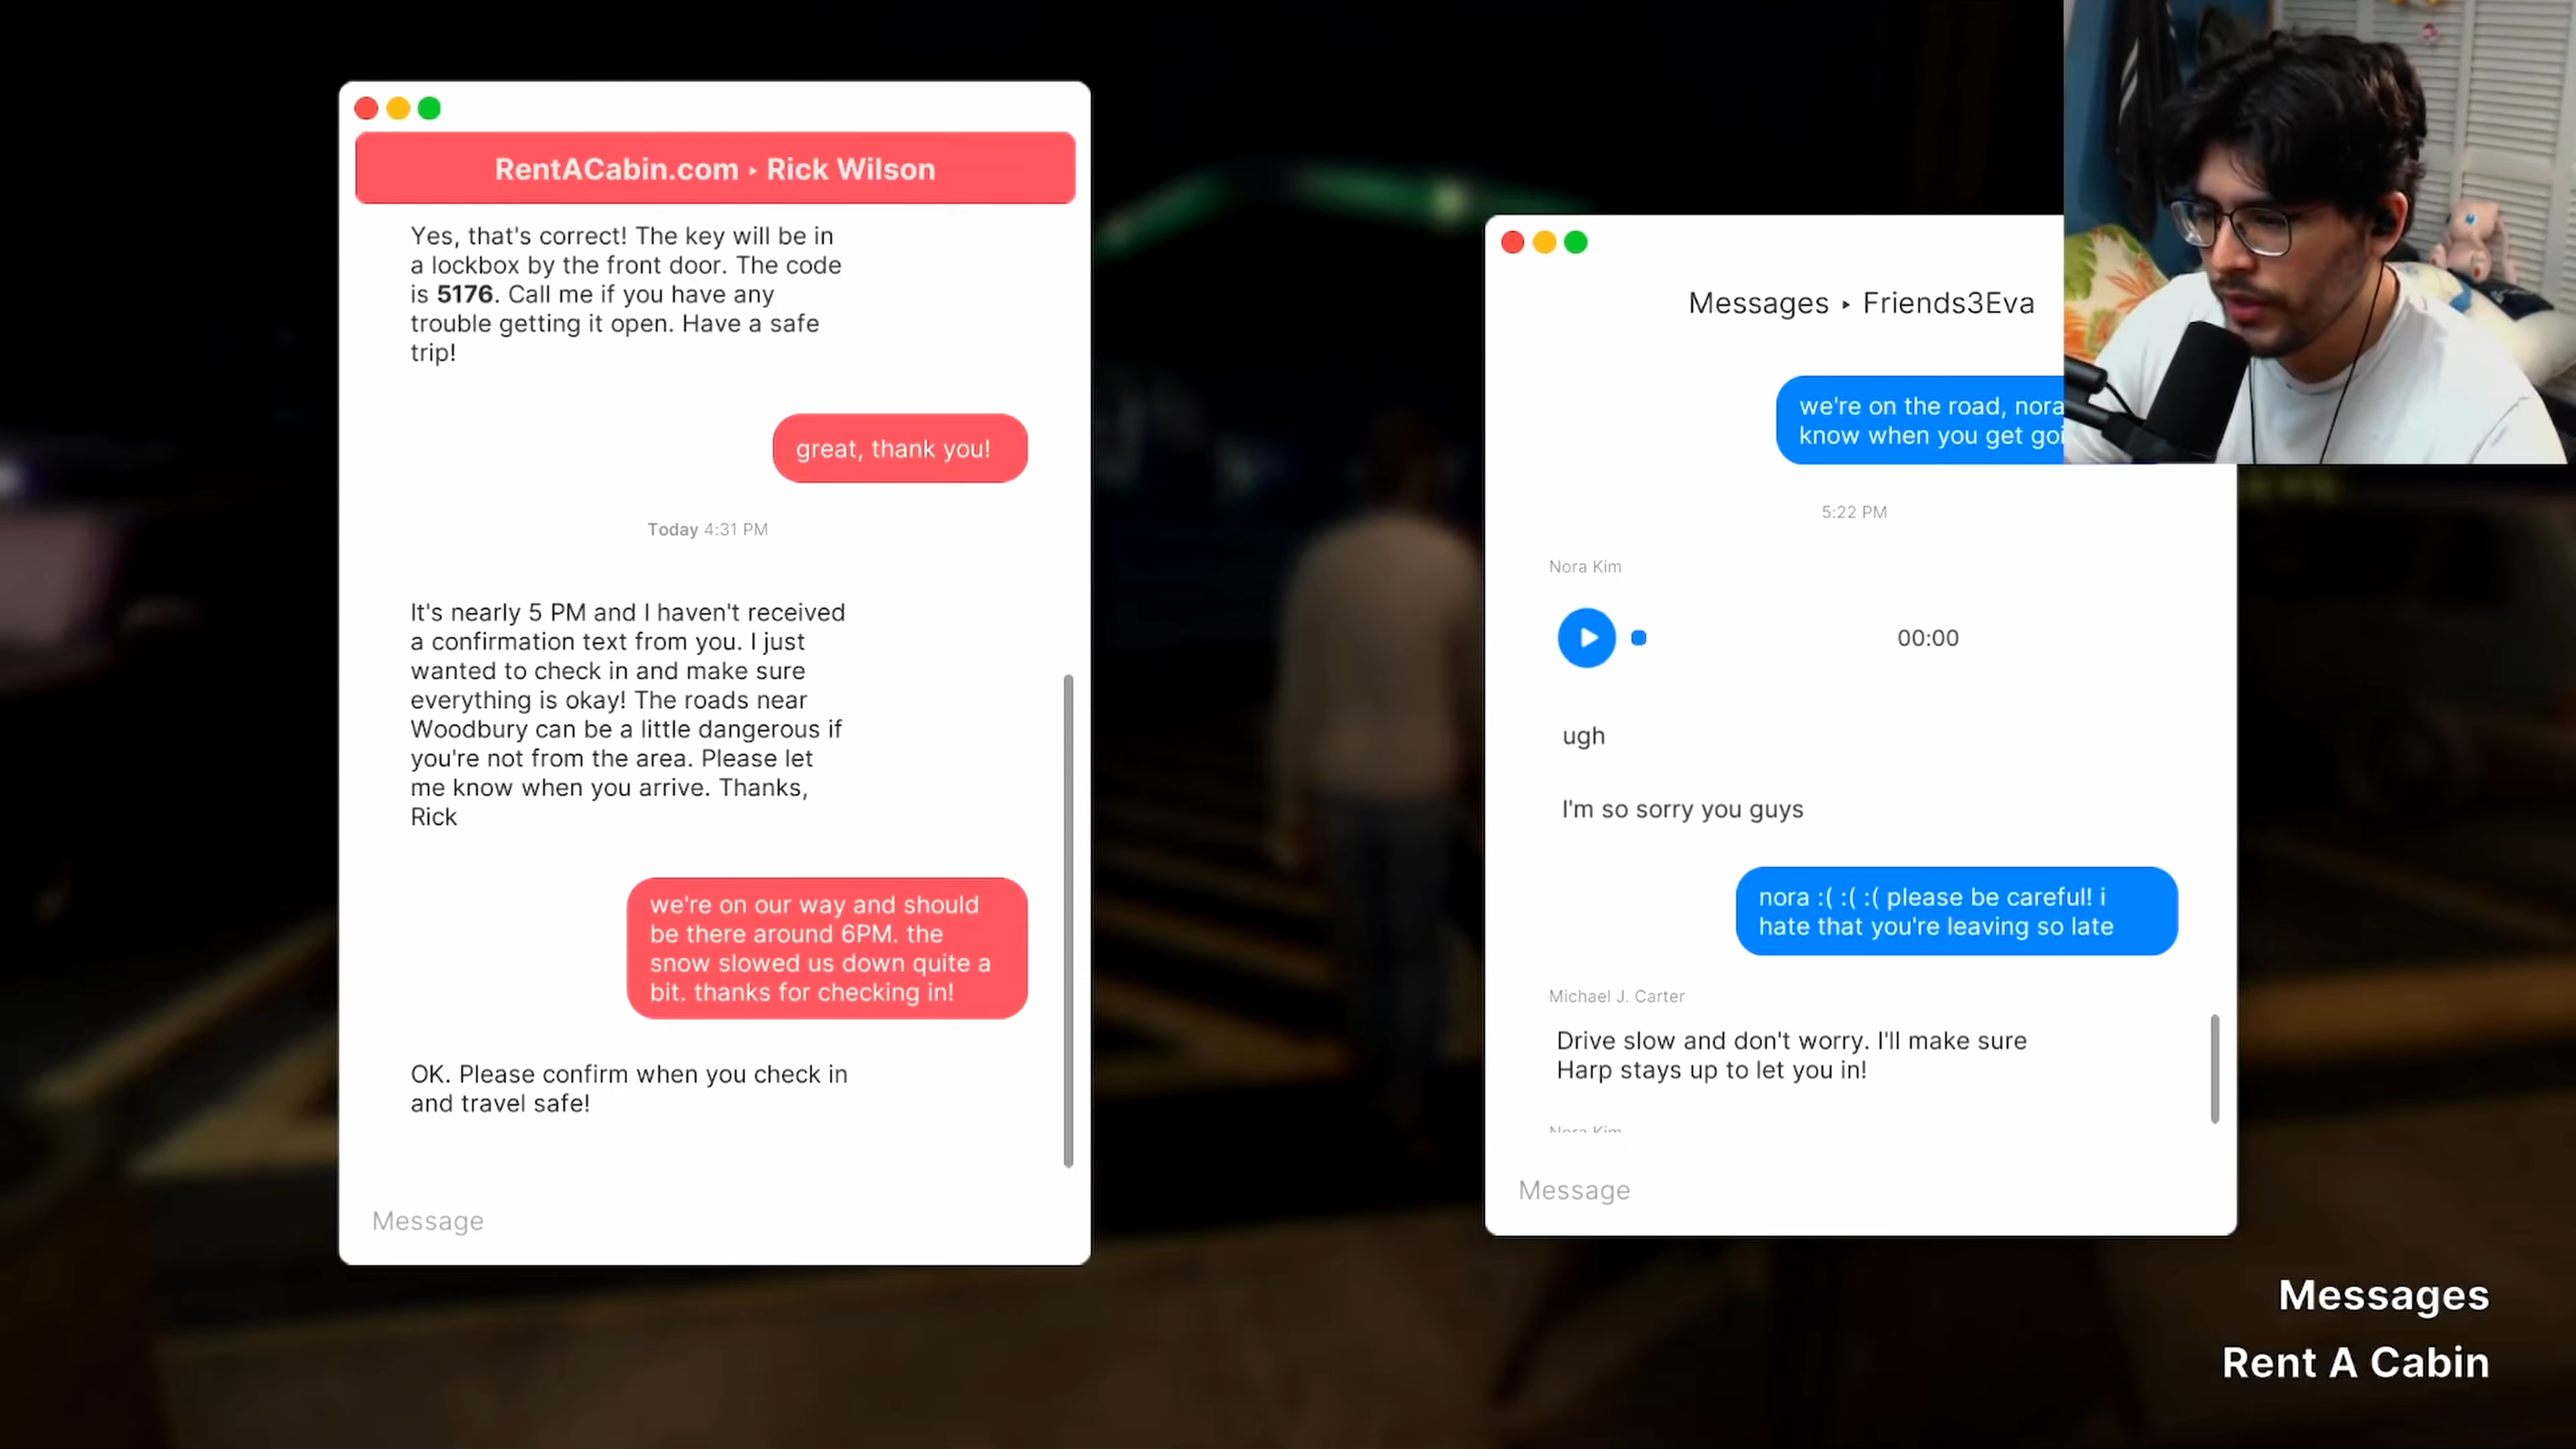 RentACabin.com ‣ Rick Wilson
Yes, that's correct! The key will be in
a lockbox by the front door. The code
is 5176. Call me if you have any
trouble getting it open. Have a safe
trip!
great, thank you!
Today 4:31 PM
It's nearly 5 PM and I haven't received
a confirmation text from you. I just
wanted to check in and make sure
everything is okay! The roads near
Woodbury can be a little dangerous if
you're not from the area. Please let
me know when you arrive. Thanks,
Rick
we're on our way and should
be there around 6PM. the
snow slowed us down quite a
bit. thanks for checking in!
OK. Please confirm when you check in
and travel safe!
Message
Messages ‣ Friends3Eva
we're on the road, nora
know when you get goi
5:22 PM
Nora Kim
00:00
ugh
I'm so sorry you guys
nora :( :( :( please be careful! i
hate that you're leaving so late
Michael J. Carter
Drive slow and don't worry. I'll make sure
Harp stays up to let you in!
Nora Kim
Message
Messages
Rent A Cabin